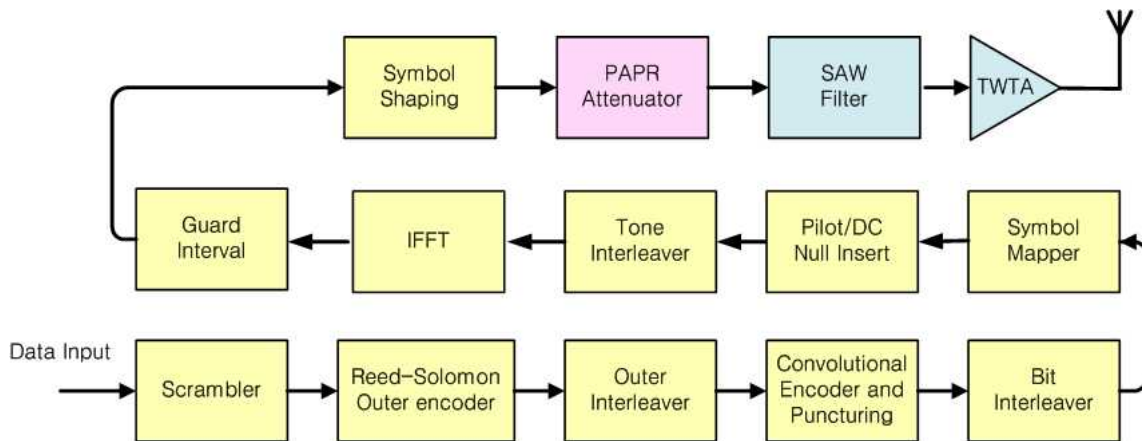 Symbol
Shaping
PAPR
Attenuator
SAW
Filter
TWTA
Guard
Interval
IFFT
Tone
Interleaver
Pilot/DC
Null Insert
Symbol
Mapper
Data Input
Scrambler
Reed-Solomon
Outer encoder
Outer
Interleaver
Convolutional
Encoder and
Puncturing
Bit
Interleaver